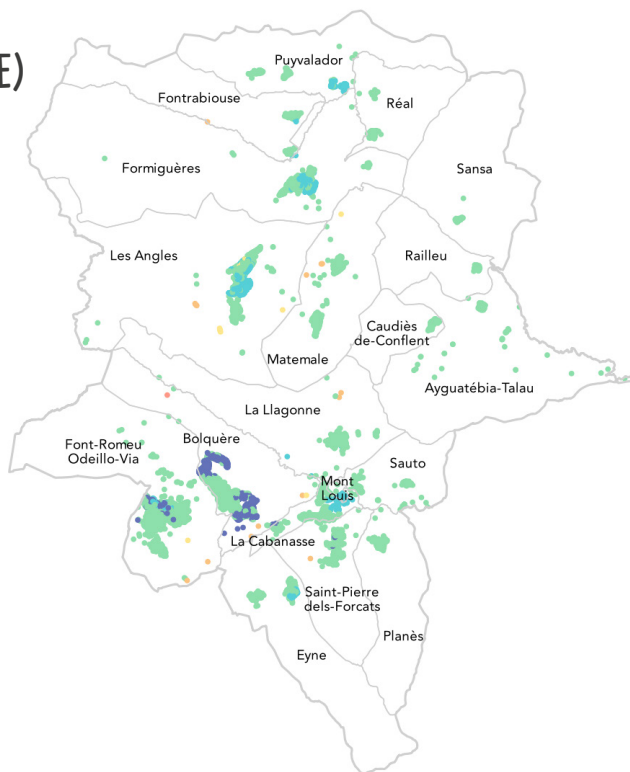 E)
Puyvalador
Fontrabiouse
Réal
Formiguères
Sansa
Les Angles
Railleu
Caudiès
de-Conflent
Matemale
Ayguatébia-Talau
La Llagonne
Font-Romeu
Odeillo-Via
Bolquère
Sauto
Mont
Louis
La Cabanasse
Saint-Pierre
dels-Forcats
Planès
Eyne